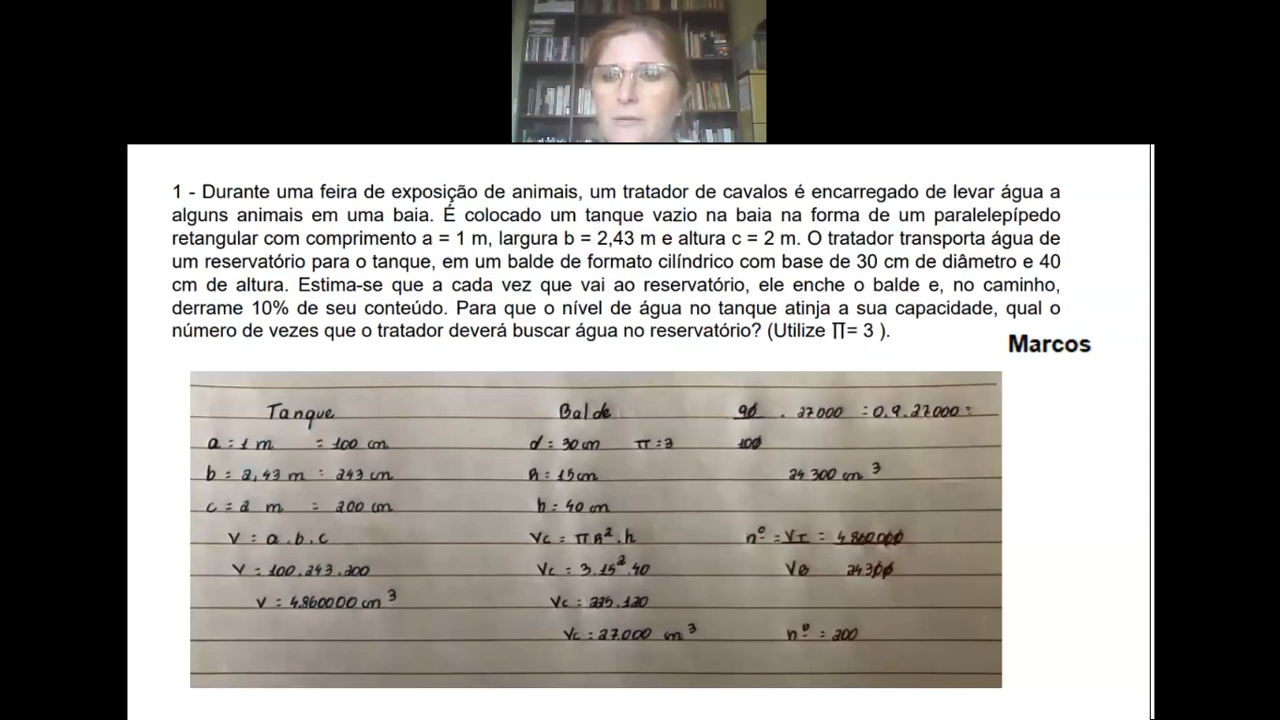 1 - Durante uma feira de exposição de animais, um tratador de cavalos é encarregado de levar água a
alguns animais em uma baia. É colocado um tanque vazio na baia na forma de um paralelepípedo
retangular com comprimento a = 1 m, largura b = 2,43 m e altura c = 2 m. O tratador transporta água de
um reservatório para o tanque, em um balde de formato cilíndrico com base de 30 cm de diâmetro e 40
cm de altura. Estima-se que a cada vez que vai ao reservatório, ele enche o balde e, no caminho,
derrame 10% de seu conteúdo. Para que o nível de água no tanque atinja a sua capacidade, qual o
número de vezes que o tratador deverá buscar água no reservatório? (Utilize ∏= 3 ).
Marcos
Tanque
a = 1 m = 100 cm
b = 2,43 m = 243 cm
c = 2 m = 200 cm
V = a.b.c
V = 100.243.200
V = 4.860000 cm³
Balde
d = 30 cm π = 3
R = 15 cm
h = 40 cm
Vc = πR².h
Vc = 3.15².40
Vc = 225.120
Vc = 27.000 cm³
90 . 27000 = 0,9.27000 =
100
24 300 cm³
nº = VT = 4.860000
VB 24300
nº = 200